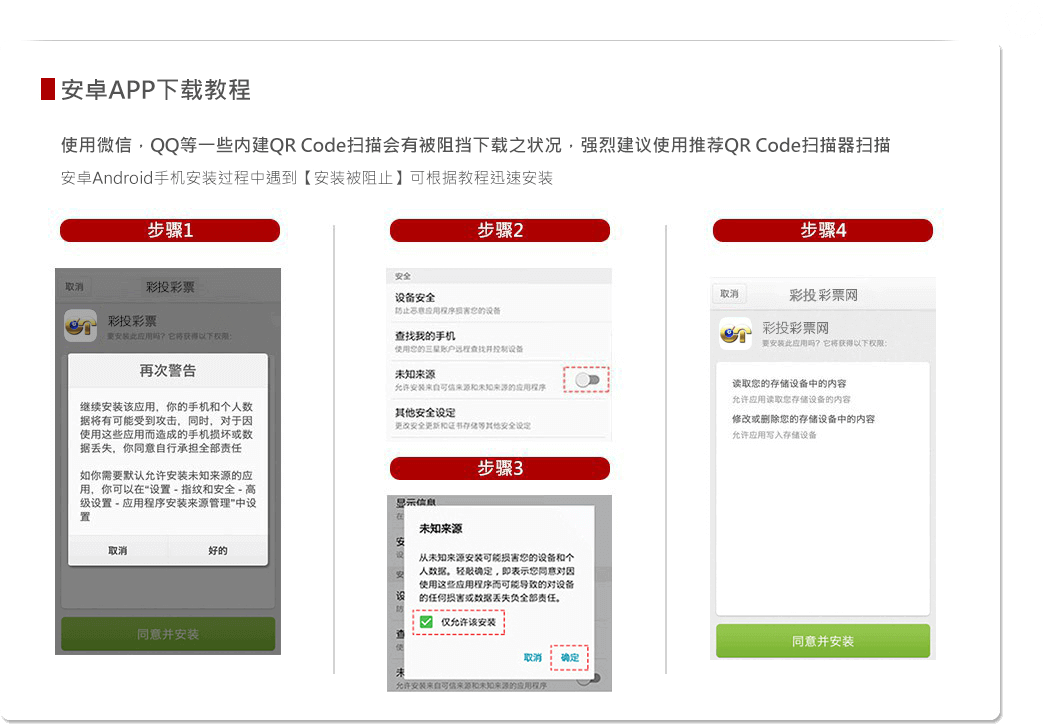 安卓APP下载教程
使用微信，QQ等一些内建QR Code扫描会有被阻挡下载之状况，强烈建议使用推荐QR Code扫描器扫描
安卓Android手机安装过程中遇到【安装被阻止】可根据教程迅速安装
步骤1
取消
彩投彩票
彩投彩票
要安装此应用吗？它将获得以下权限：
再次警告
继续安装该应用，你的手机和个人数
据将有可能受到攻击，同时，对于因
使用这些应用而造成的手机损坏或数
据丢失，你同意自行承担全部责任
如你需要默认允许安装未知来源的应
用，你可以在“设置 - 指纹和安全 - 高
级设置 - 应用程序安装来源管理”中设
置
取消 好的
同意并安装
步骤2
安全
设备安全
防止恶意应用程序损害您的设备
查找我的手机
使用您的三星账户远程查找并控制设备
未知来源
允许安装来自可信来源和未知来源的应用程序
其他安全设定
更改安全更新和证书存储等其他安全设定
步骤3
显示信息
未知来源
从未知来源安装可能损害您的设备和个
人数据。轻敲确定，即表示您同意对因
使用这些应用程序而可能导致的对设备
的任何损害或数据丢失负全部责任。
仅允许该安装
取消 确定
允许安装来自可信来源和未知来源的应用程序
步骤4
取消
彩投彩票网
彩投彩票网
要安装此应用吗？它将获得以下权限：
读取您的存储设备中的内容
允许应用读取您存储设备的内容
修改或删除您的存储设备中的内容
允许应用写入存储设备
同意并安装